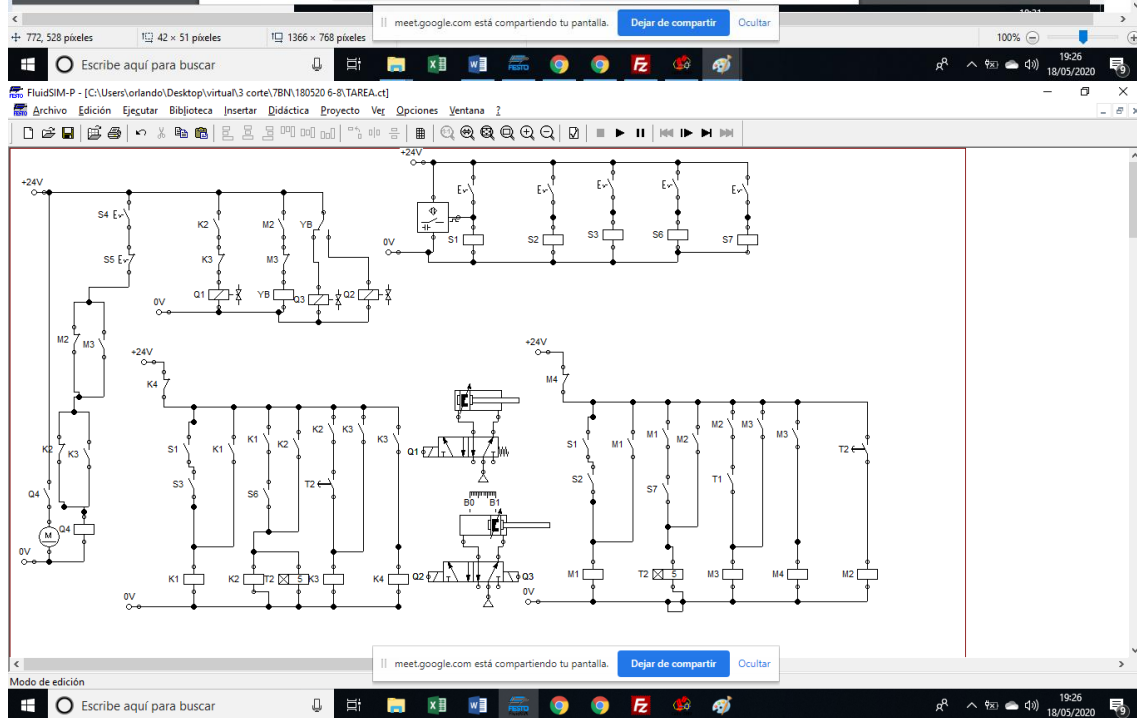 meet.google.com está compartiendo tu pantalla. Dejar de compartir Ocultar
772, 528 píxeles 42 × 51 píxeles 1366 × 768 píxeles 100%
Escribe aquí para buscar 19:26
18/05/2020 9
FluidSIM-P - [C:\Users\orlando\Desktop\virtual\3 corte\7BN\180520 6-8\TAREA.ct]
Archivo Edición Ejecutar Biblioteca Insertar Didáctica Proyecto Ver Opciones Ventana ?
+24V
+24V
S4 K2 M2 YB
0V S1 S2 S3 S6 S7
S5 K3 M3
Q1 YB Q3 Q2
0V
M2 M3
+24V +24V
K4 M4
K2 K3 S1 K1 K1 K2 K2 K3 K3 Q1 S1 M1 M1 M2 M2 M3 M3 T2
S3 S6 T2 B0 B1 S2 S7 T1
Q4
M Q4
0V
K1 K2 T2 5 K3 K4 Q2 Q3 M1 T2 5 M3 M4 M2
0V 0V
meet.google.com está compartiendo tu pantalla. Dejar de compartir Ocultar
Modo de edición
Escribe aquí para buscar 19:26
18/05/2020 9